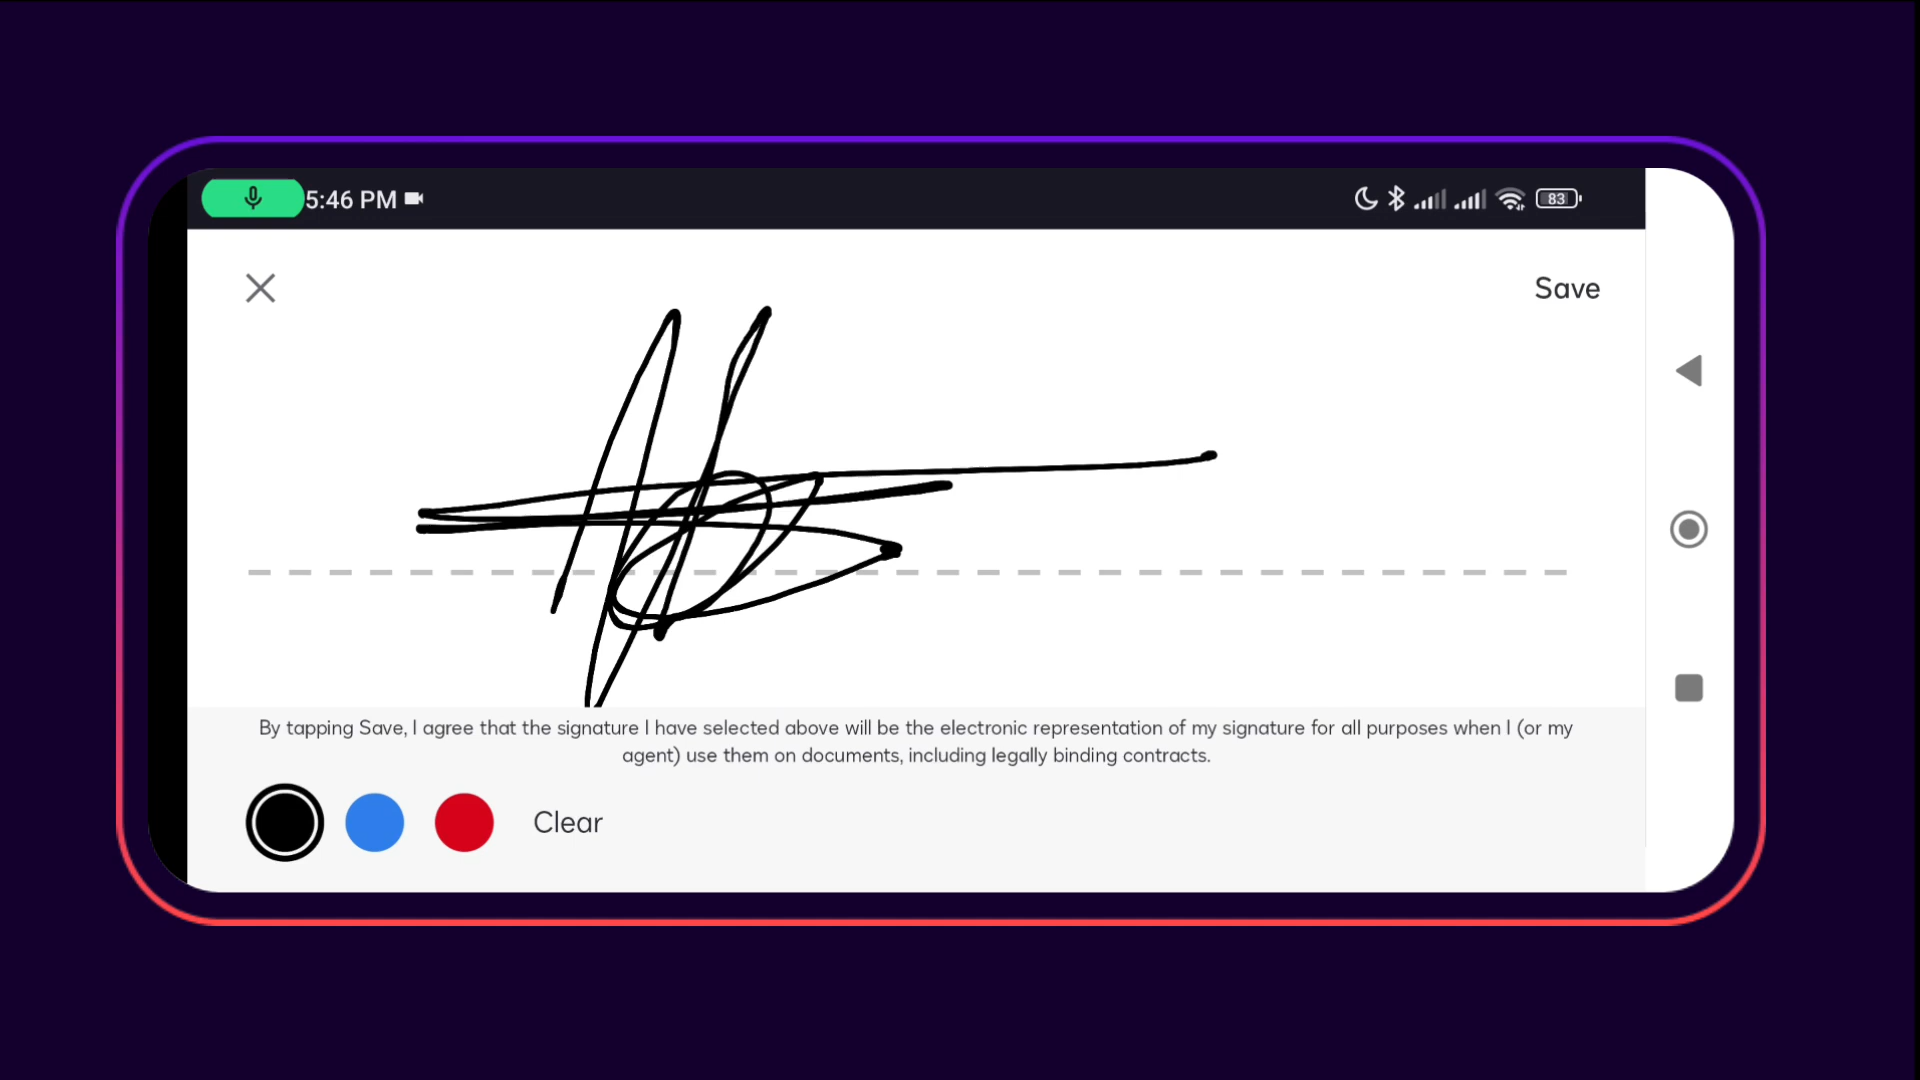 5:46 PM
83
Save
By tapping Save, I agree that the signature I have selected above will be the electronic representation of my signature for all purposes when I (or my
agent) use them on documents, including legally binding contracts.
Clear